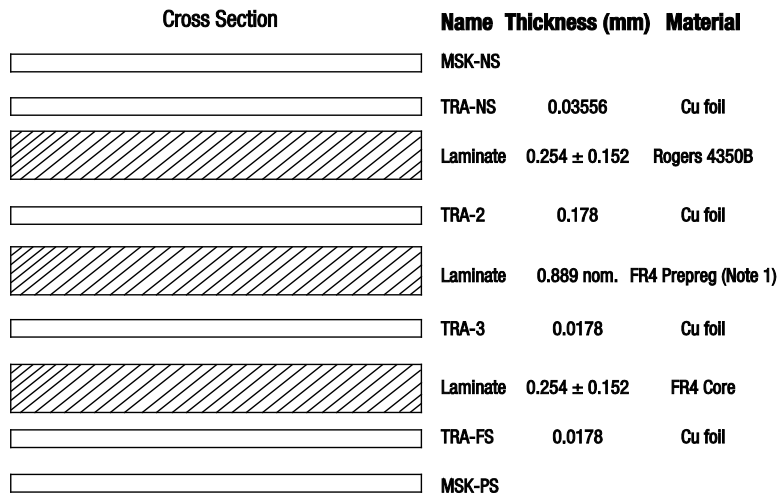 Cross Section Name Thickness (mm) Material
MSK-NS
TRA-NS 0.03556 Cu foil
Laminate 0.254 ± 0.152 Rogers 4350B
TRA-2 0.178 Cu foil
Laminate 0.889 nom. FR4 Prepreg (Note 1)
TRA-3 0.0178 Cu foil
Laminate 0.254 ± 0.152 FR4 Core
TRA-FS 0.0178 Cu foil
MSK-PS